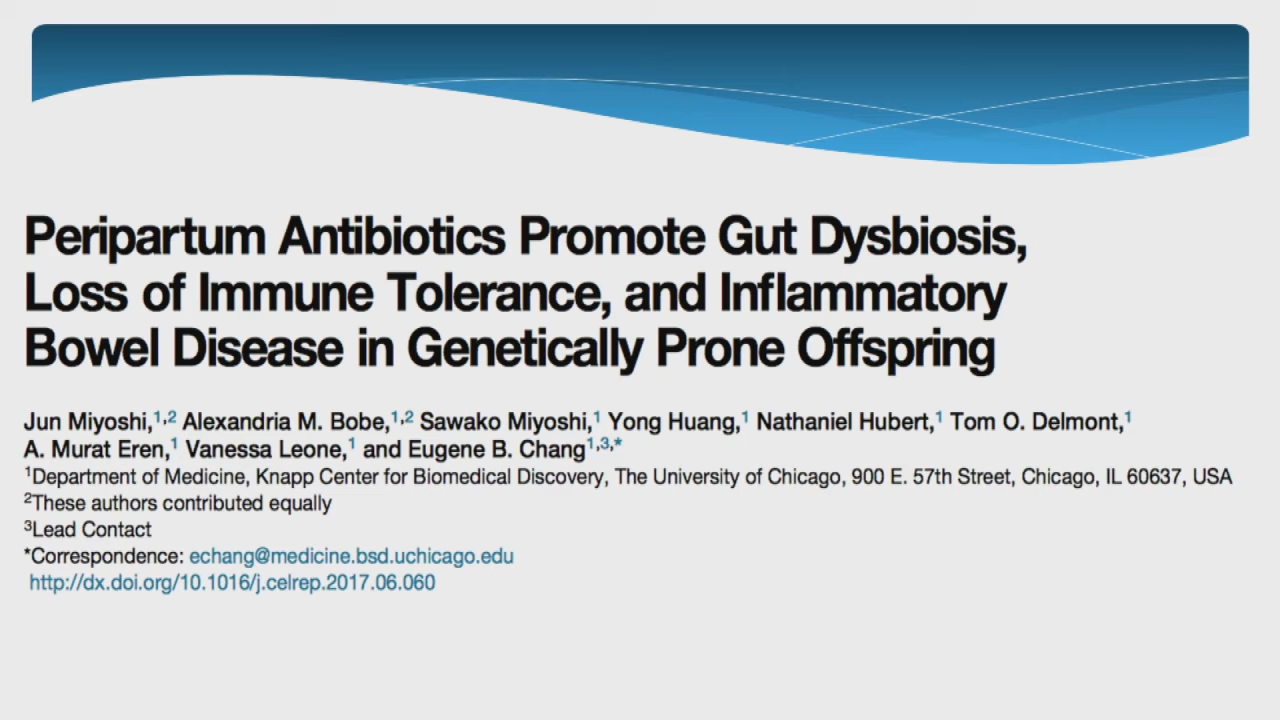 Peripartum Antibiotics Promote Gut Dysbiosis,
Loss of Immune Tolerance, and Inflammatory
Bowel Disease in Genetically Prone Offspring
Jun Miyoshi,1,2 Alexandria M. Bobe,1,2 Sawako Miyoshi,1 Yong Huang,1 Nathaniel Hubert,1 Tom O. Delmont,1
A. Murat Eren,1 Vanessa Leone,1 and Eugene B. Chang1,3,*
1Department of Medicine, Knapp Center for Biomedical Discovery, The University of Chicago, 900 E. 57th Street, Chicago, IL 60637, USA
2These authors contributed equally
3Lead Contact
*Correspondence: echang@medicine.bsd.uchicago.edu
http://dx.doi.org/10.1016/j.celrep.2017.06.060